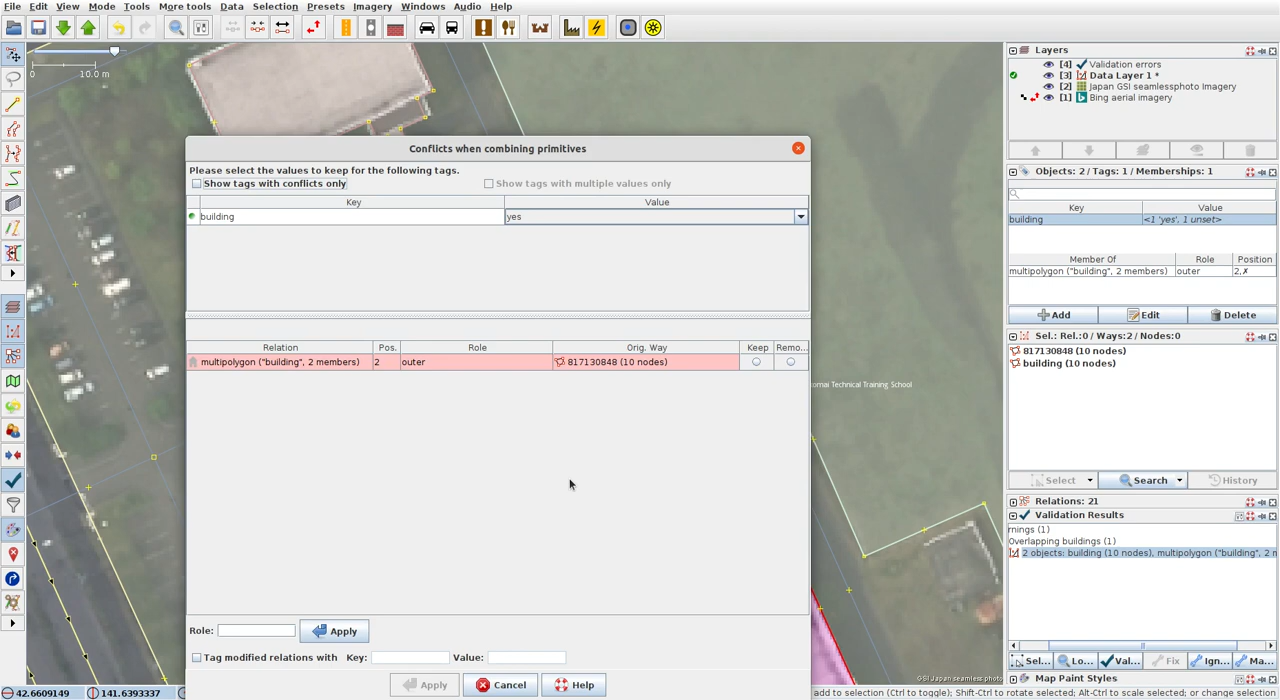 File Edit View Mode Tools More tools Data Selection Presets Imagery Windows Audio Help
0 10.0 m
Conflicts when combining primitives
Please select the values to keep for the following tags.
Show tags with conflicts only Show tags with multiple values only
Key Value
building yes
Relation Pos. Role Orig. Way Keep Remo...
multipolygon ("building", 2 members) 2 outer 817130848 (10 nodes)
Role: Apply
Tag modified relations with Key: Value:
Apply Cancel Help
omai Technical Training School
GSI Japan seamless photo
Layers
[4] Validation errors
[3] Data Layer 1 *
[2] Japan GSI seamlessphoto Imagery
[1] Bing aerial imagery
Objects: 2 / Tags: 1 / Memberships: 1
Key Value
building <1 'yes', 1 unset>
Member Of Role Position
multipolygon ("building", 2 members) outer 2,✗
Add Edit Delete
Sel.: Rel.:0 / Ways:2 / Nodes:0
817130848 (10 nodes)
building (10 nodes)
Select Search History
Relations: 21
Validation Results
rnings (1)
Overlapping buildings (1)
2 objects: building (10 nodes), multipolygon ("building", 2 n
Sel... Lo... Val... Fix Ign... Ma...
Map Paint Styles
42.6609149 141.6393337 add to selection (Ctrl to toggle); Shift-Ctrl to rotate selected; Alt-Ctrl to scale selected; or change selection